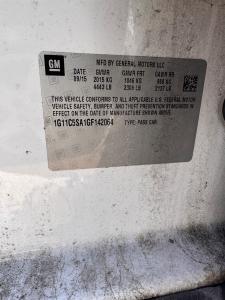 GM
MFD BY GENERAL MOTORS LLC
DATE GVWR GAWR FRT GAWR RR
09/15 2015 KG 1046 KG 969 KG
4443 LB 2306 LB 2137 LB
THIS VEHICLE CONFORMS TO ALL APPLICABLE U.S. FEDERAL MOTOR VEHICLE
SAFETY, BUMPER, AND THEFT PREVENTION STANDARDS IN
EFFECT ON THE DATE OF MANUFACTURE SHOWN ABOVE.
1G11C5SA1GF142064 TYPE: PASS CAR